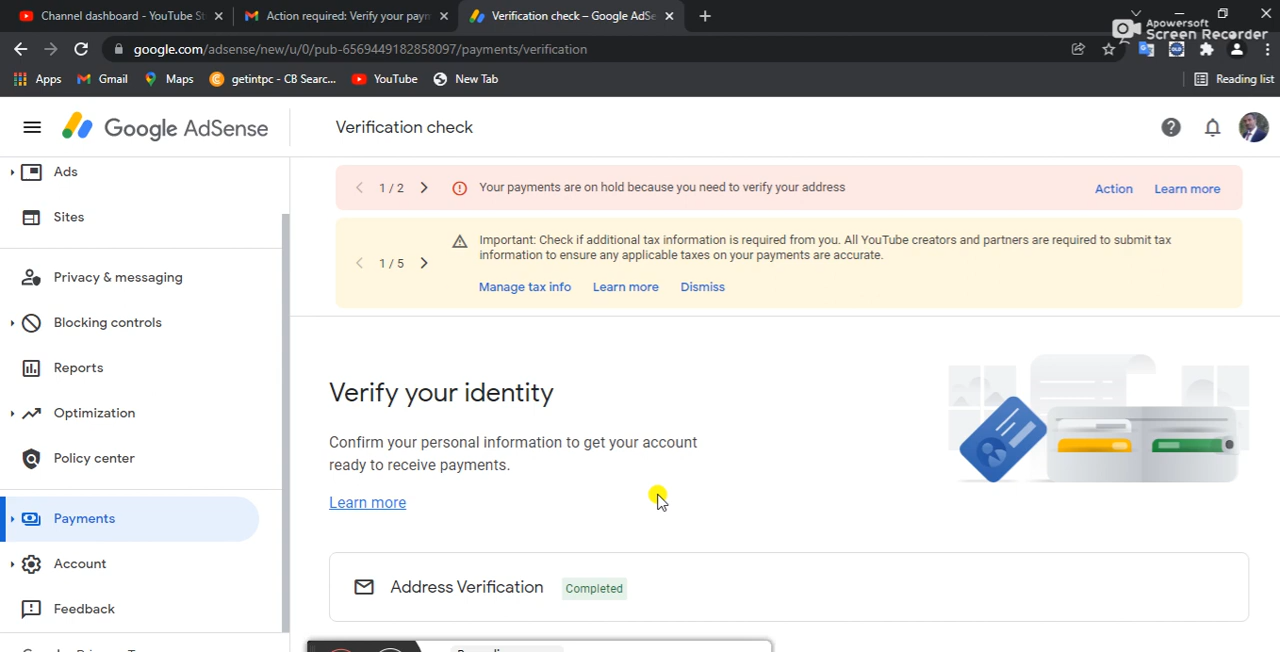 Channel dashboard - YouTube St
Action required: Verify your payn
Verification check – Google AdSe
Apowersoft
Screen Recorder
google.com/adsense/new/u/0/pub-6569449182858097/payments/verification
Apps
Gmail
Maps
getintpc - CB Searc...
YouTube
New Tab
Reading list
Google AdSense
Verification check
Ads
Sites
Privacy & messaging
Blocking controls
Reports
Optimization
Policy center
Payments
Account
Feedback
1 / 2
Your payments are on hold because you need to verify your address
Action
Learn more
1 / 5
Important: Check if additional tax information is required from you. All YouTube creators and partners are required to submit tax
information to ensure any applicable taxes on your payments are accurate.
Manage tax info
Learn more
Dismiss
Verify your identity
Confirm your personal information to get your account
ready to receive payments.
Learn more
Address Verification
Completed